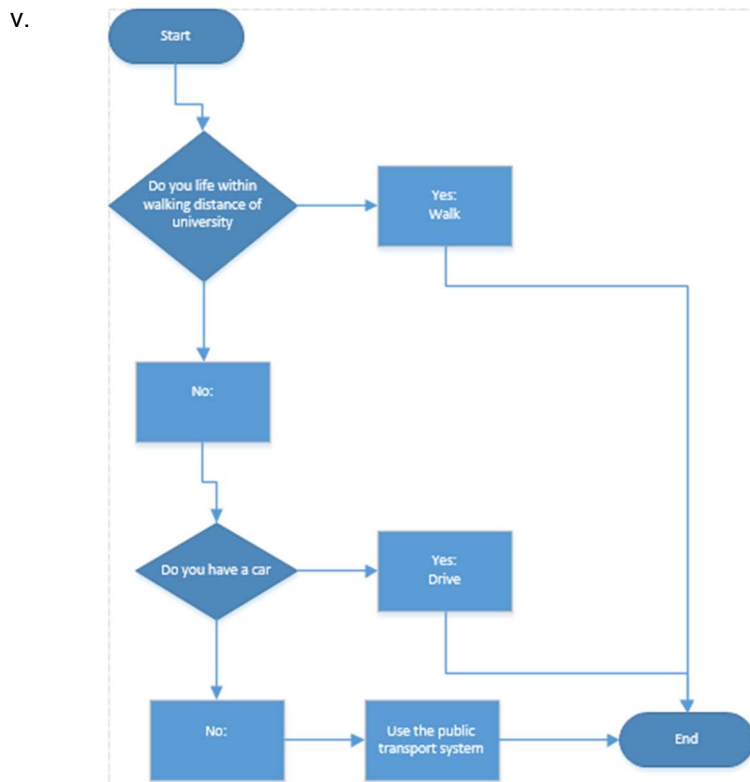 v.
Start
Do you life within
walking distance of
university
Yes:
Walk
No:
Do you have a car
Yes:
Drive
No:
Use the public
transport system
End